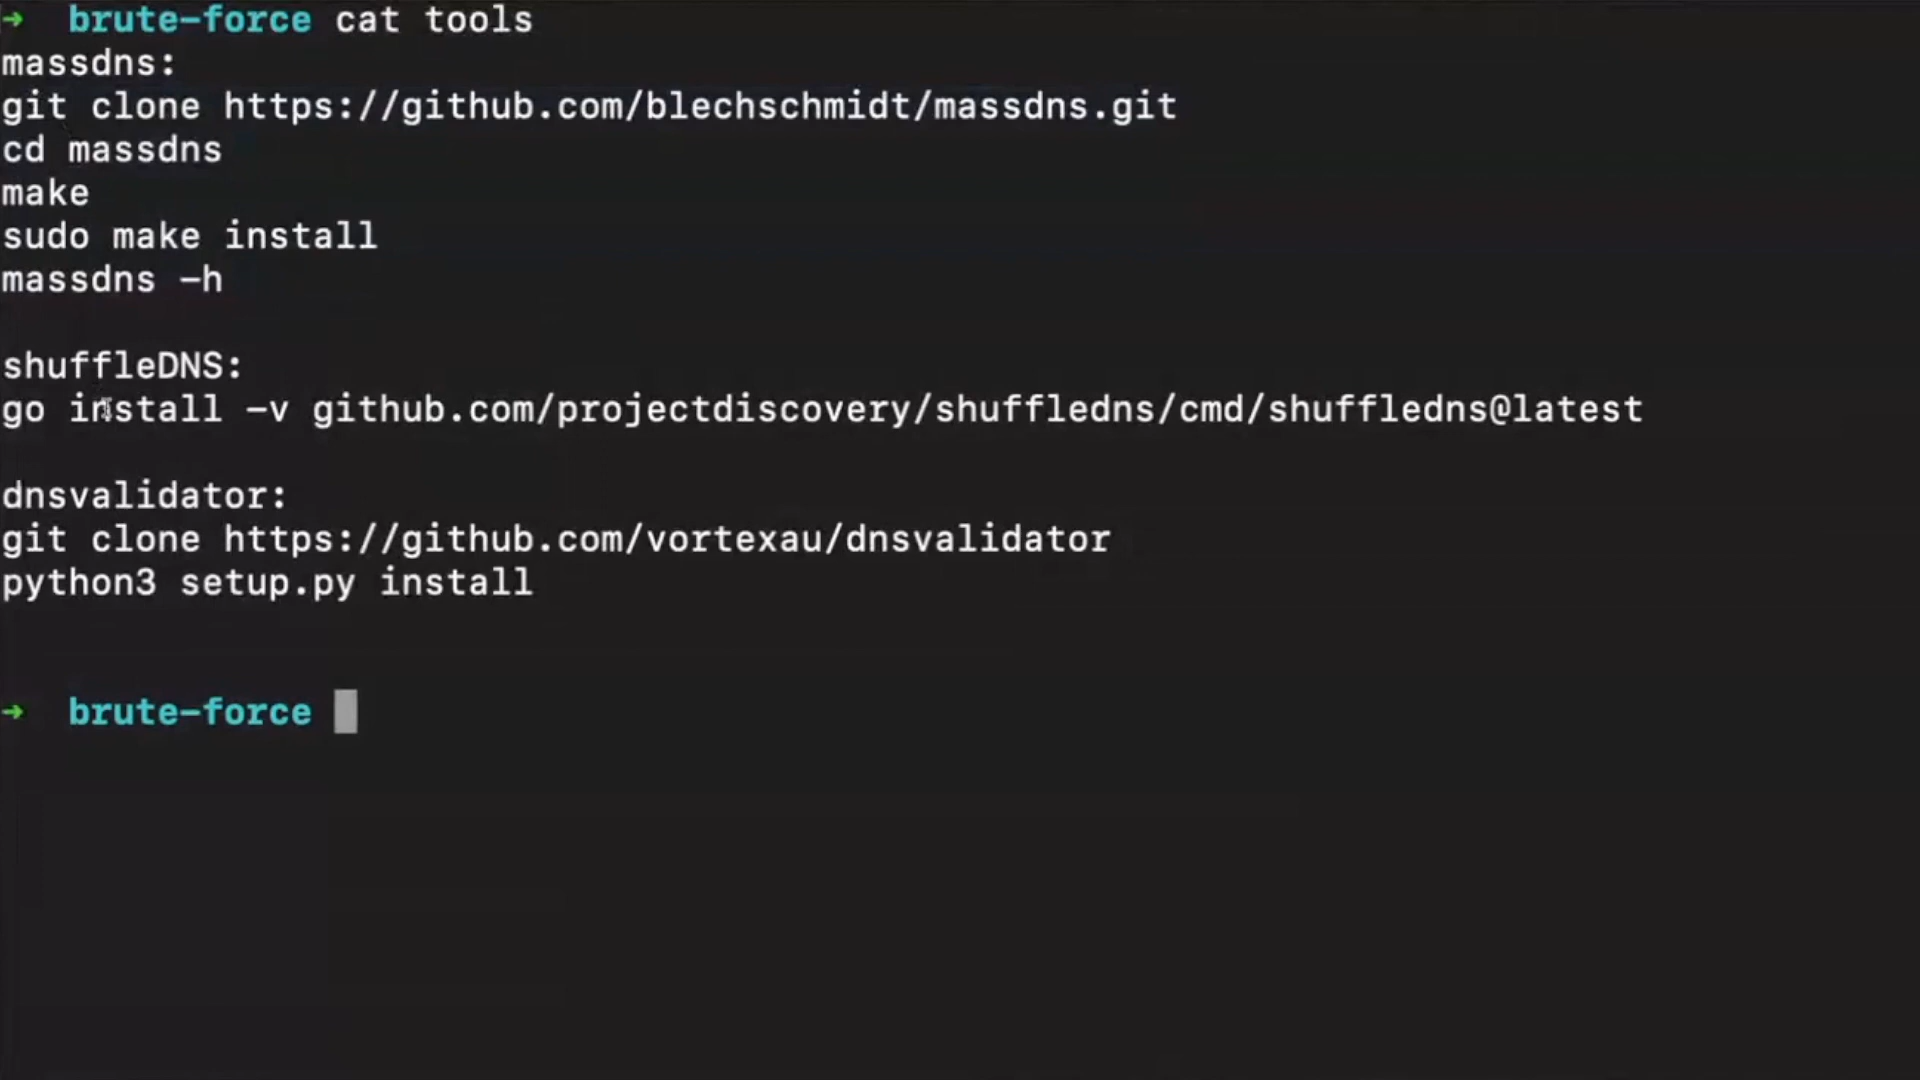 → brute-force cat tools
massdns:
git clone https://github.com/blechschmidt/massdns.git
cd massdns
make
sudo make install
massdns -h
shuffleDNS:
go install -v github.com/projectdiscovery/shuffledns/cmd/shuffledns@latest
dnsvalidator:
git clone https://github.com/vortexau/dnsvalidator
python3 setup.py install
→ brute-force